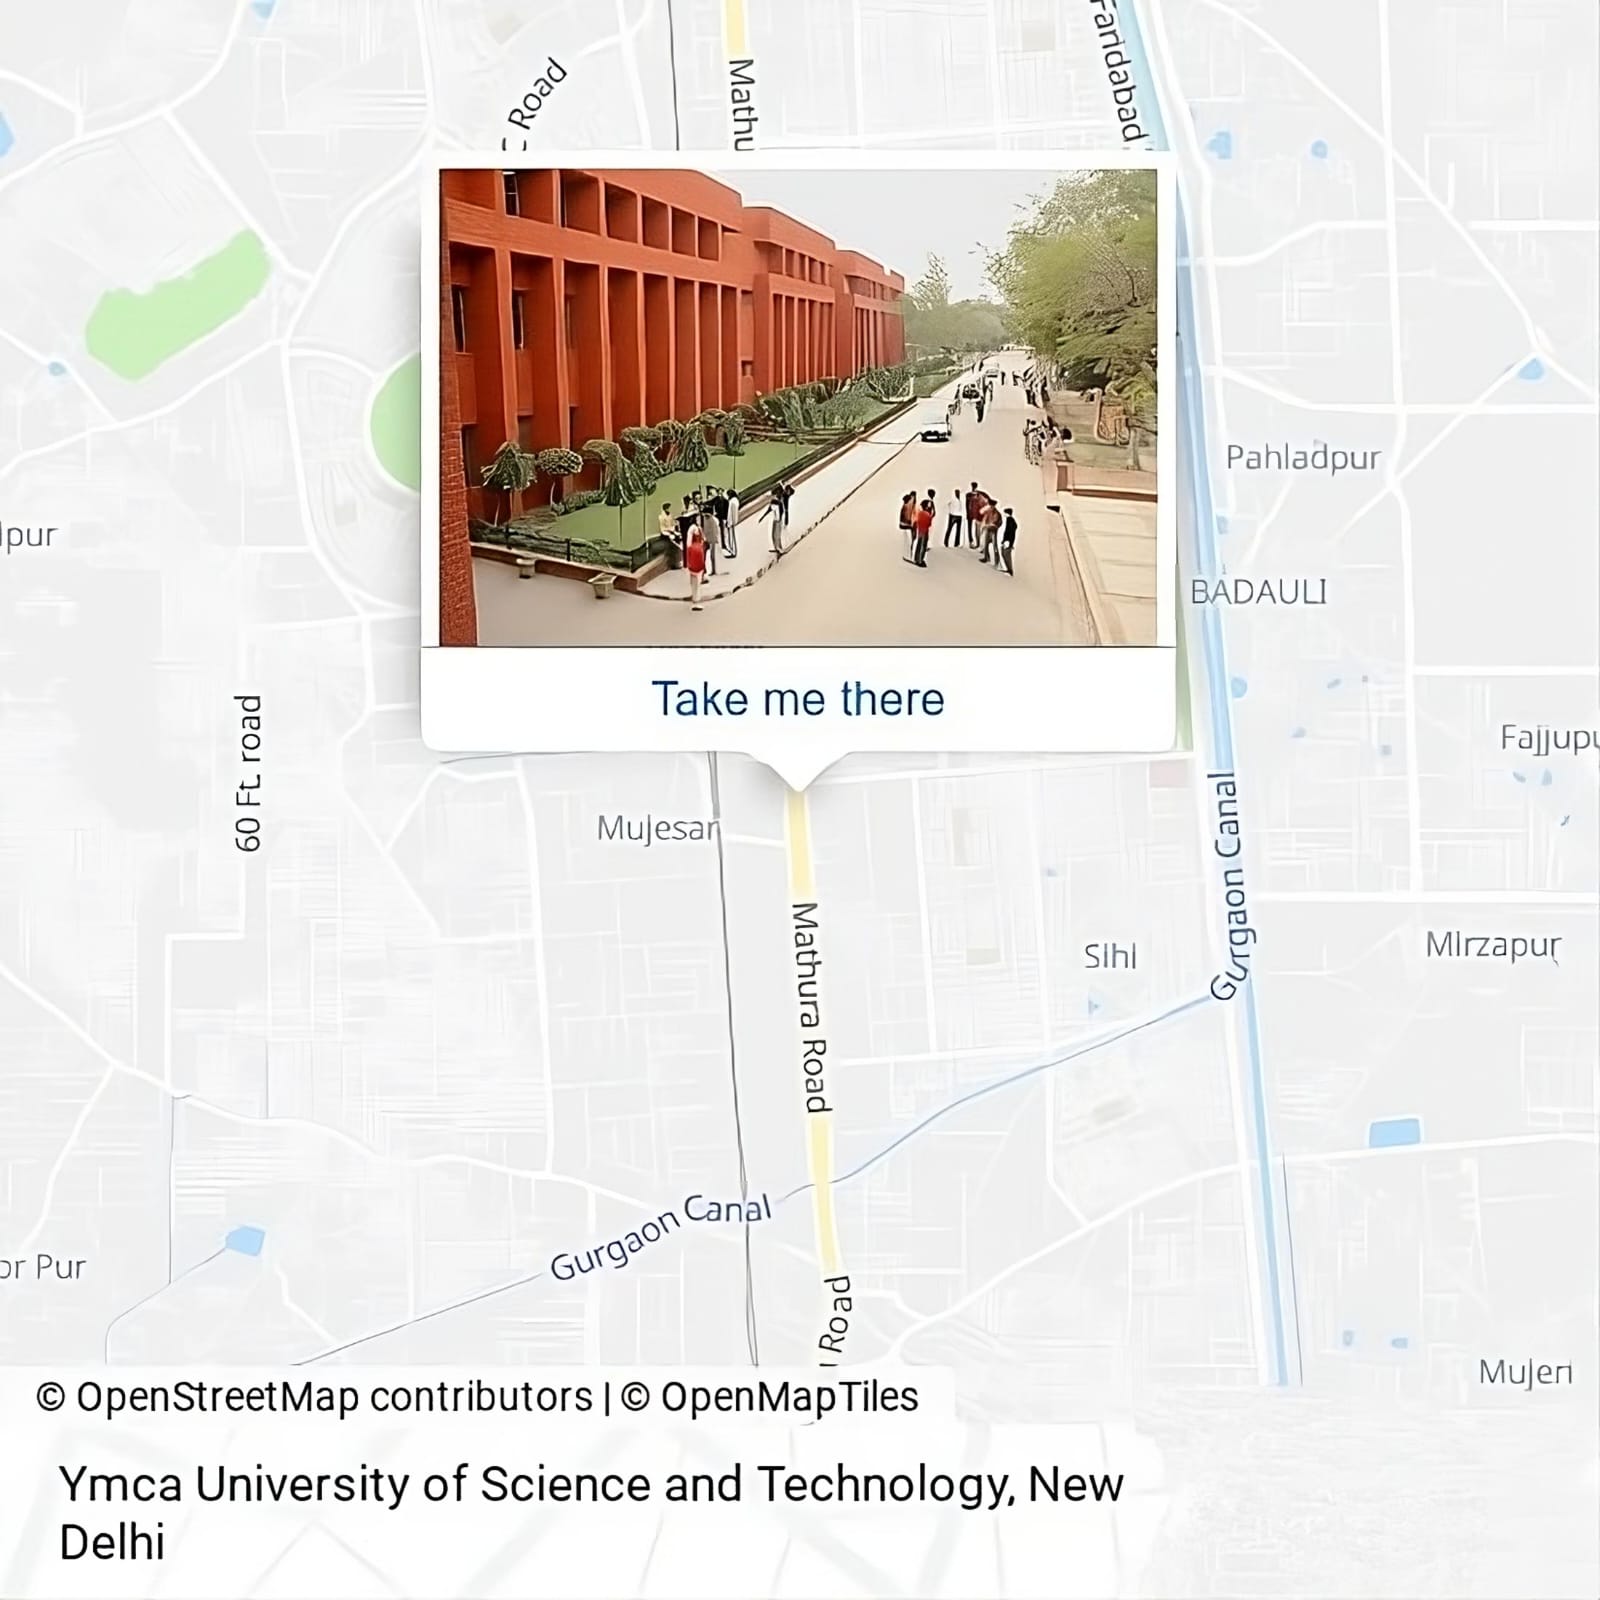 C Road
Mathu
Faridabad
Take me there
Pahladpur
lpur
BADAULI
60 Ft. road
Fajjupu
Mujesar
Gurgaon Canal
Mathura Road
Sihi
Mirzapur
Gurgaon Canal
or Pur
Road
Mujeri
© OpenStreetMap contributors | © OpenMapTiles
Ymca University of Science and Technology, New
Delhi